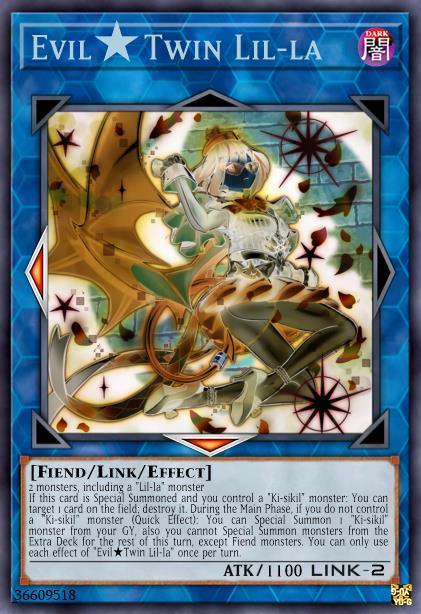 Evil★Twin Lil-la
DARK
闇
[Fiend/Link/Effect]
2 monsters, including a "Lil-la" monster
If this card is Special Summoned and you control a "Ki-sikil" monster: You can
target 1 card on the field; destroy it. During the Main Phase, if you do not control
a "Ki-sikil" monster (Quick Effect): You can Special Summon 1 "Ki-sikil"
monster from your GY, also you cannot Special Summon monsters from the
Extra Deck for the rest of this turn, except Fiend monsters. You can only use
each effect of "Evil★Twin Lil-la" once per turn.
ATK/1100 LINK-2
36609518